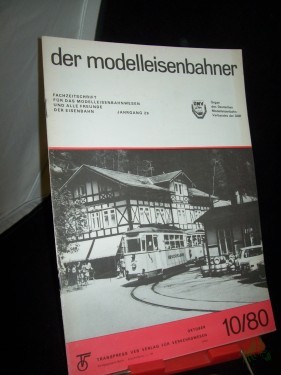 der modelleisenbahner
FACHZEITSCHRIFT
FÜR DAS MODELLEISENBAHNWESEN
UND ALLE FREUNDE
DER EISENBAHN JAHRGANG 29
DMV
Organ
des Deutschen
Modelleisenbahn-
Verbandes der DDR
OKTOBER
TRANSPRESS VEB VERLAG FÜR VERKEHRSWESEN
10/80